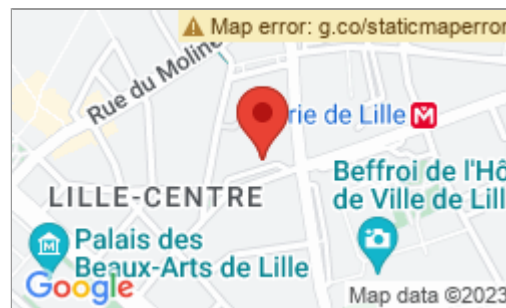 Map error: g.co/staticmaperror
Rue du Moline
rie de Lille M
Beffroi de l'Hô
de Ville de Lill
LILLE-CENTRE
Palais des
Beaux-Arts de Lille
Google
Map data ©2023